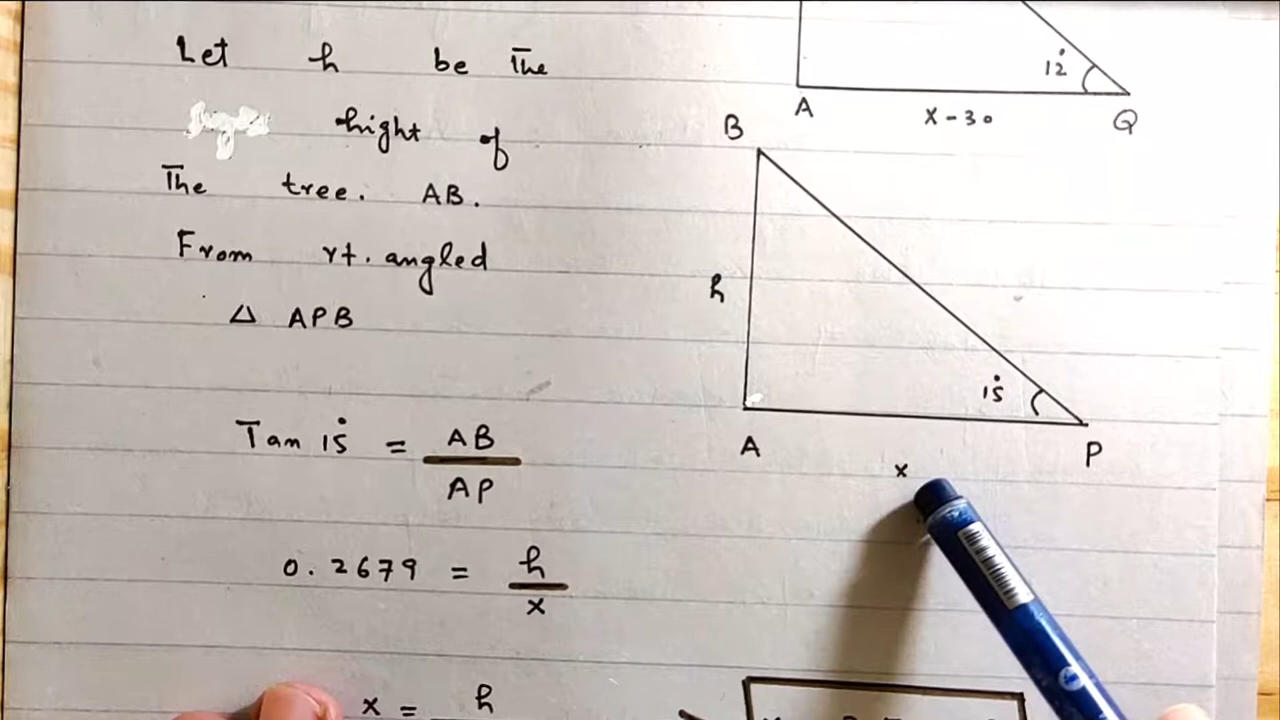 Let h be the
hight of
The tree. AB.
From rt. angled
△ APB
Tan 15° = AB
AP
0.2679 = h
x
x = h
12°
A
x-30
Q
B
h
15°
A
P
x